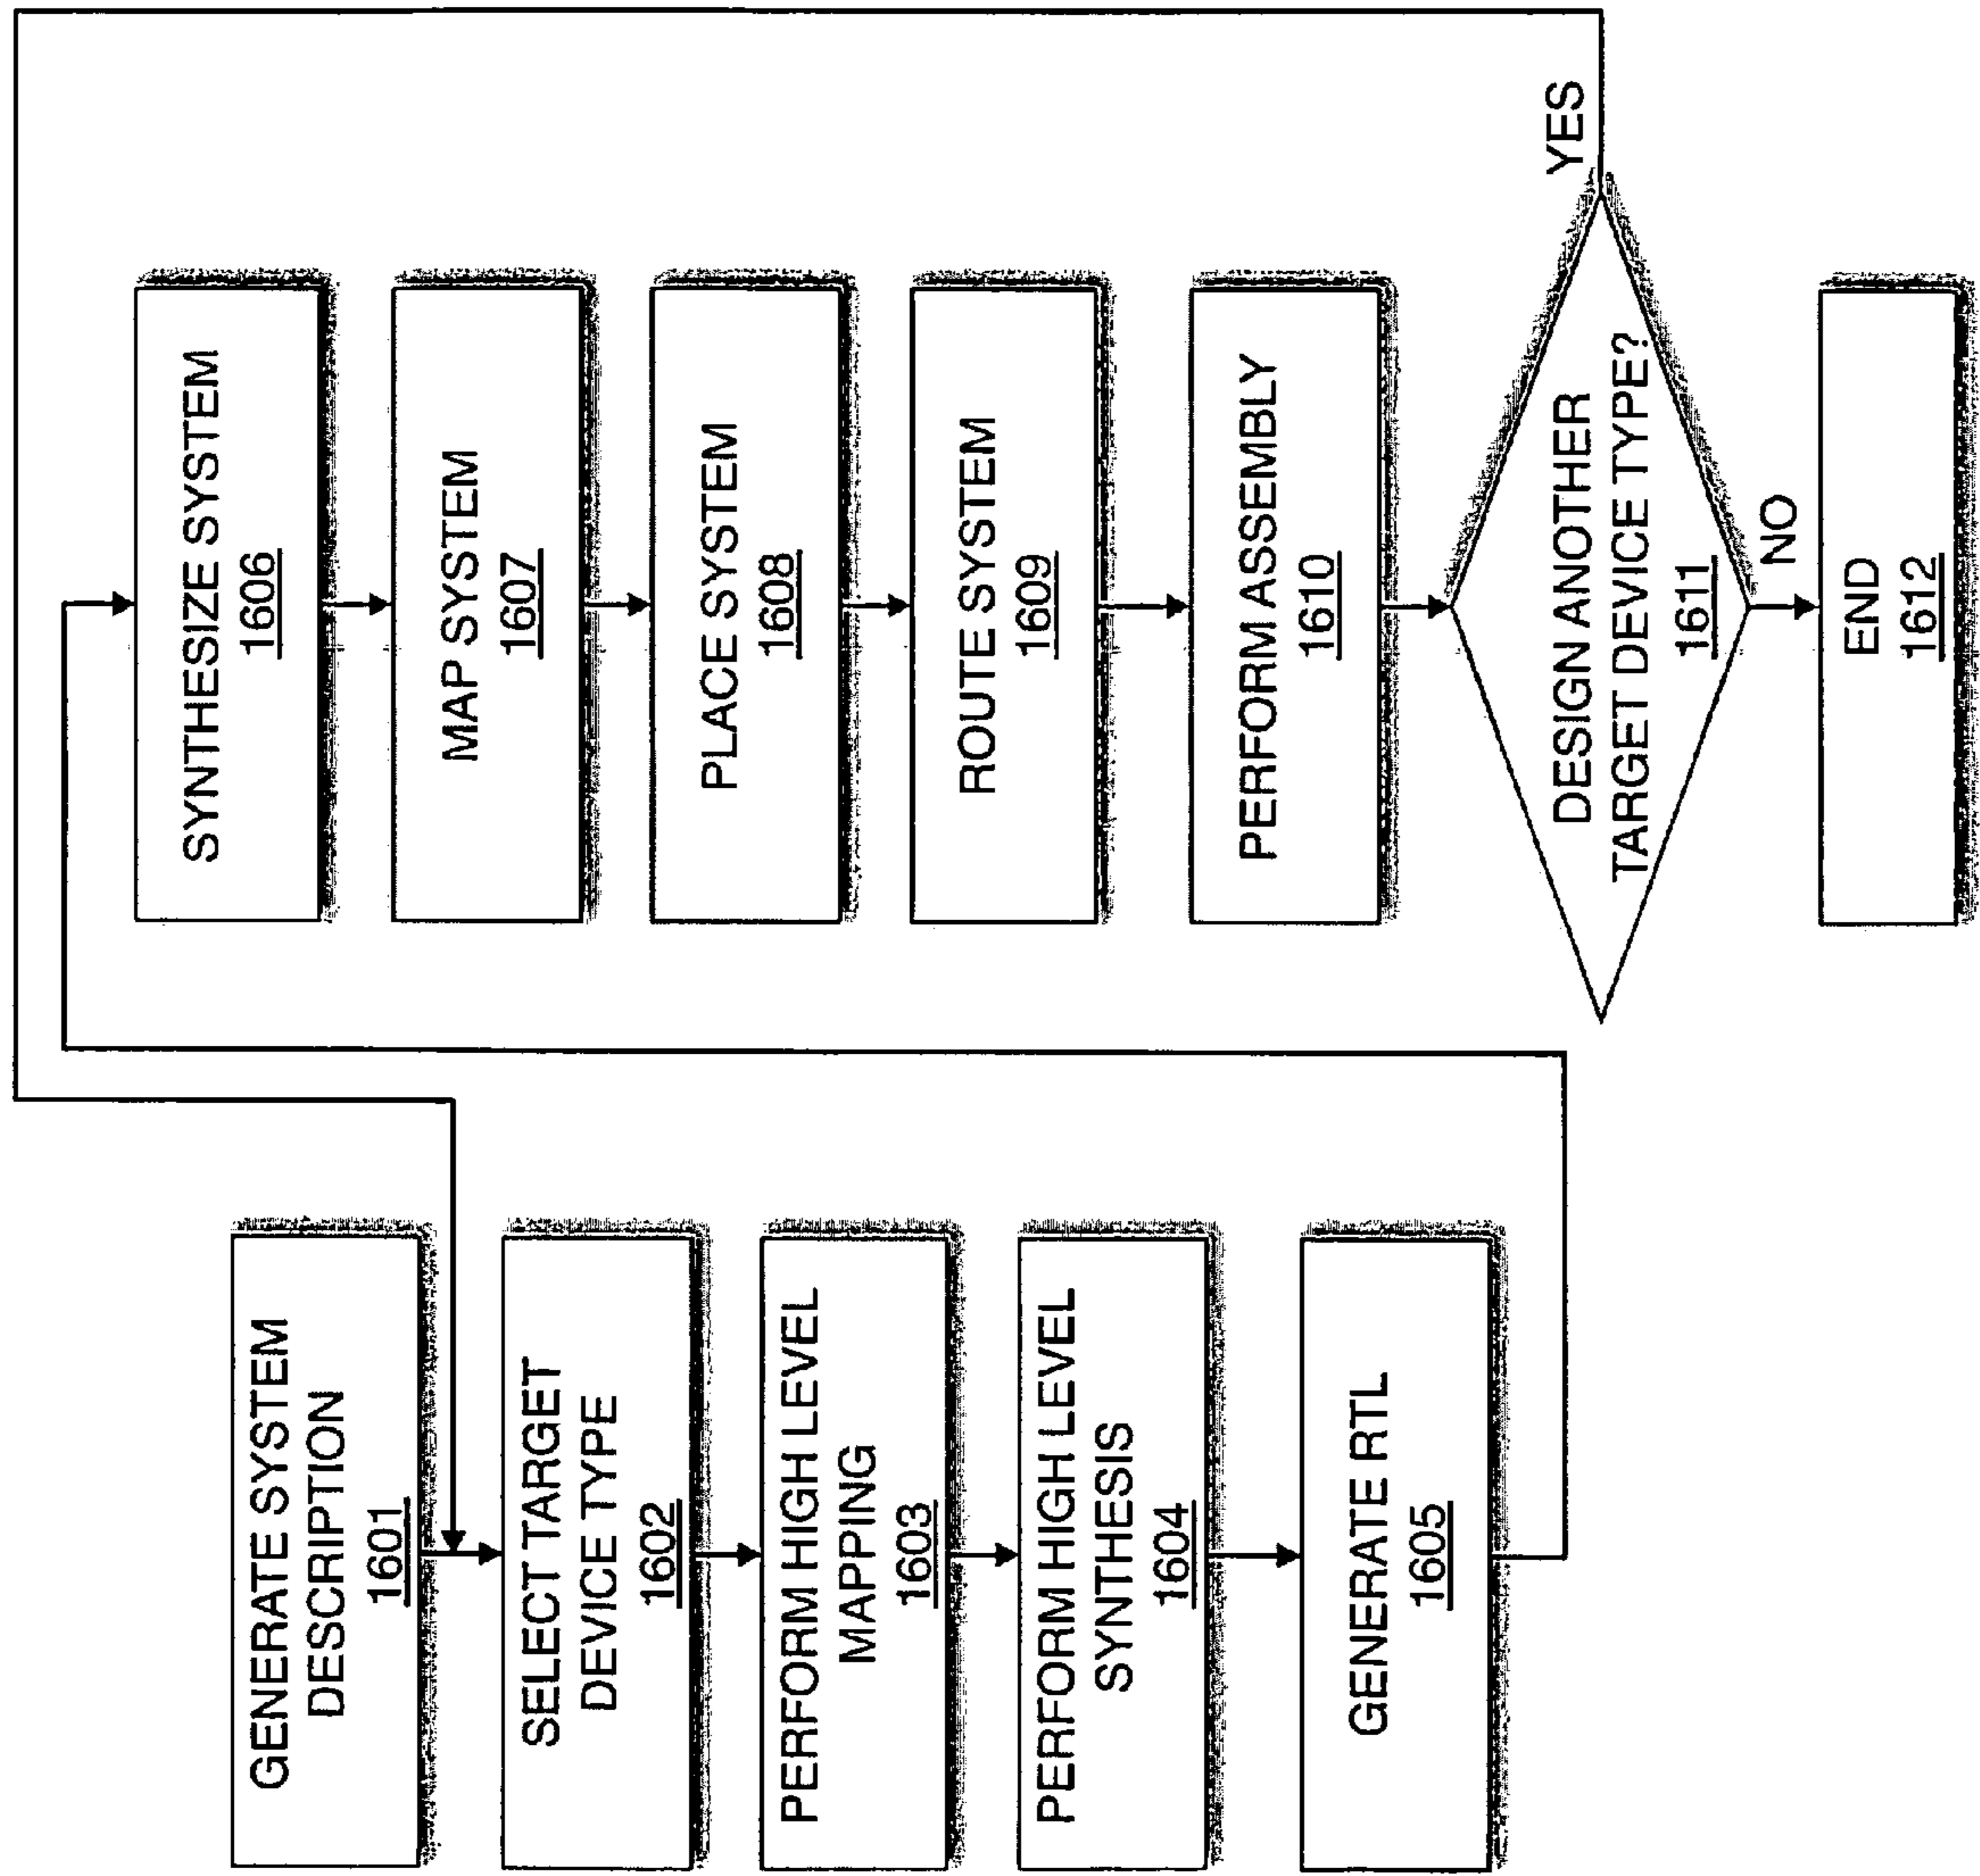 GENERATE SYSTEM
DESCRIPTION
1601
SELECT TARGET
DEVICE TYPE
1602
PERFORM HIGH LEVEL
MAPPING
1603
PERFORM HIGH LEVEL
SYNTHESIS
1604
GENERATE RTL
1605
SYNTHESIZE SYSTEM
1606
MAP SYSTEM
1607
PLACE SYSTEM
1608
ROUTE SYSTEM
1609
PERFORM ASSEMBLY
1610
DESIGN ANOTHER
TARGET DEVICE TYPE?
1611
YES
NO
END
1612